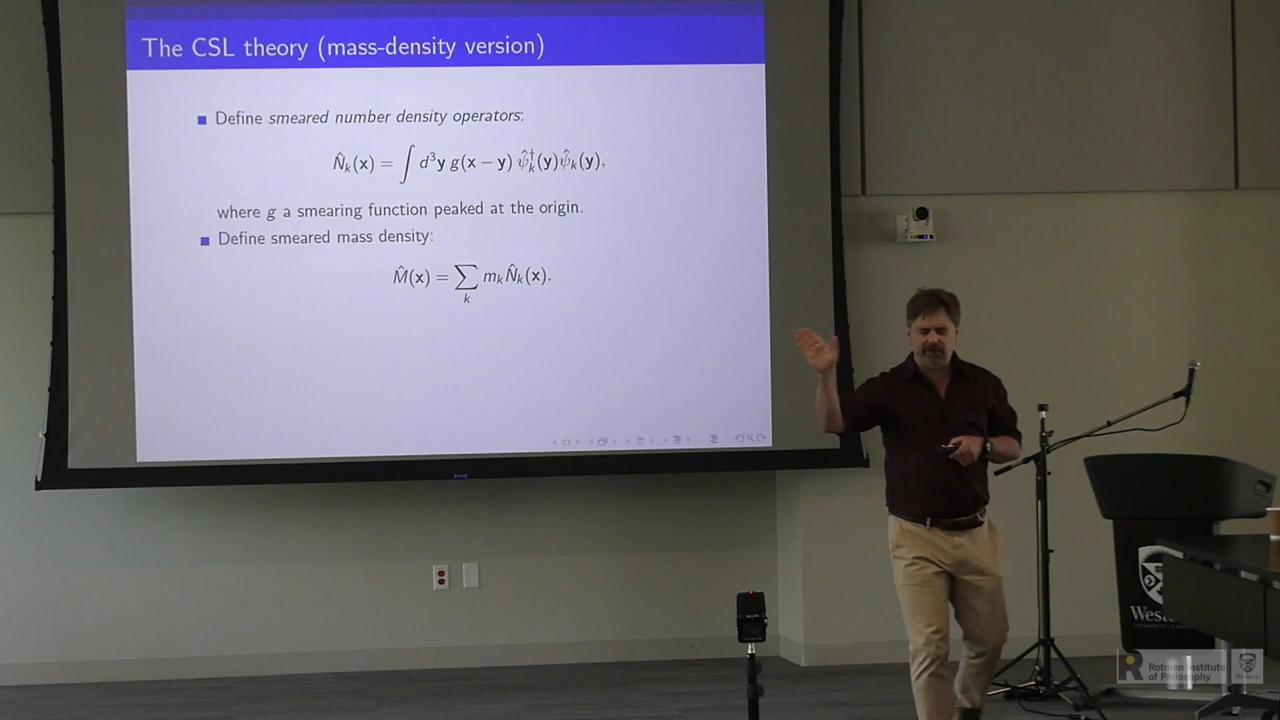 The CSL theory (mass-density version)
Define smeared number density operators:
N̂ₖ(x) = ∫ d³y g(x − y) ψ̂ₖ†(y)ψ̂ₖ(y),
where g a smearing function peaked at the origin.
Define smeared mass density:
M̂(x) = ∑ₖ mₖN̂ₖ(x).
Rotman Institute
of Philosophy